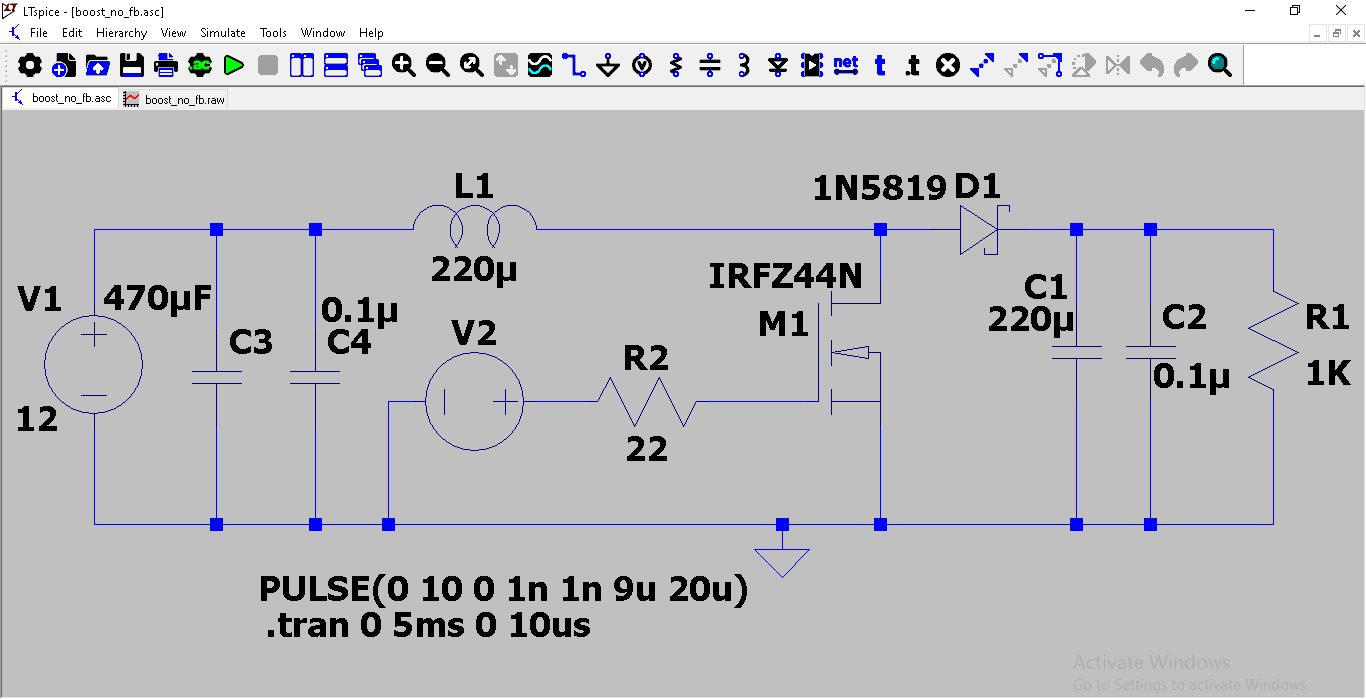 LTspice - [boost_no_fb.asc]
File Edit Hierarchy View Simulate Tools Window Help
.ac net t .t
boost_no_fb.asc boost_no_fb.raw
L1
220µ
1N5819 D1
IRFZ44N
M1
V1
12
470µF
C3
0.1µ
C4
V2
R2
22
C1
220µ
C2
0.1µ
R1
1K
PULSE(0 10 0 1n 1n 9u 20u)
.tran 0 5ms 0 10us
Activate Windows
Go to Settings to activate Windows.